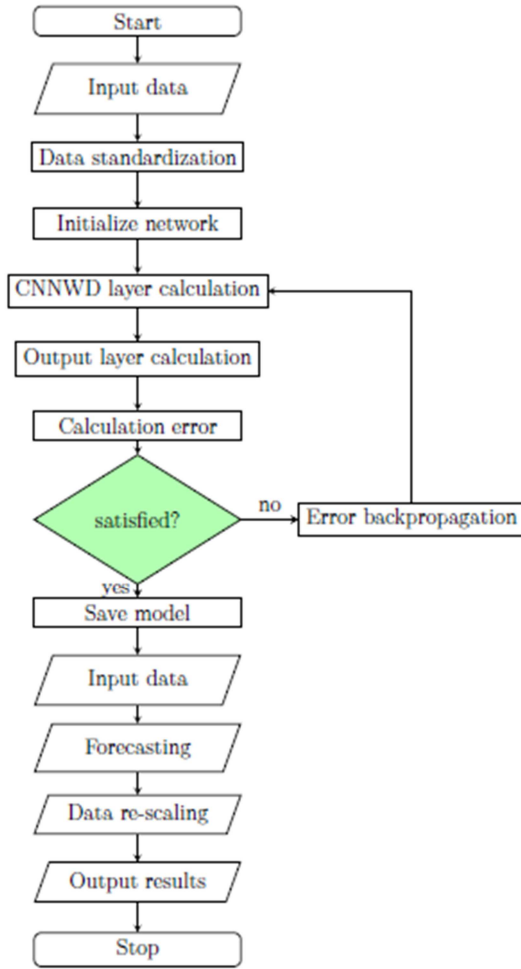 Start
Input data
Data standardization
Initialize network
CNNWD layer calculation
Output layer calculation
Calculation error
satisfied?
no
Error backpropagation
yes
Save model
Input data
Forecasting
Data re-scaling
Output results
Stop